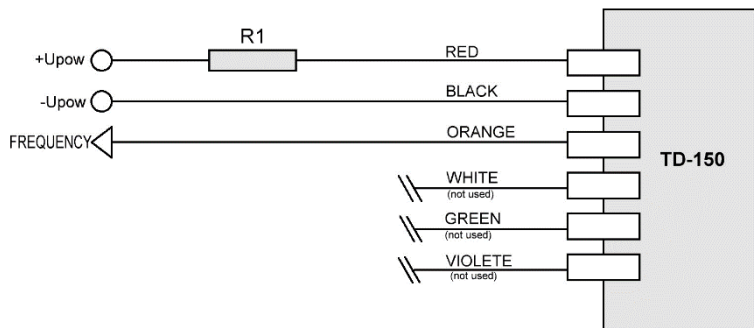 R1
+Upow
RED
-Upow
BLACK
FREQUENCY
ORANGE
TD-150
WHITE
(not used)
GREEN
(not used)
VIOLETE
(not used)